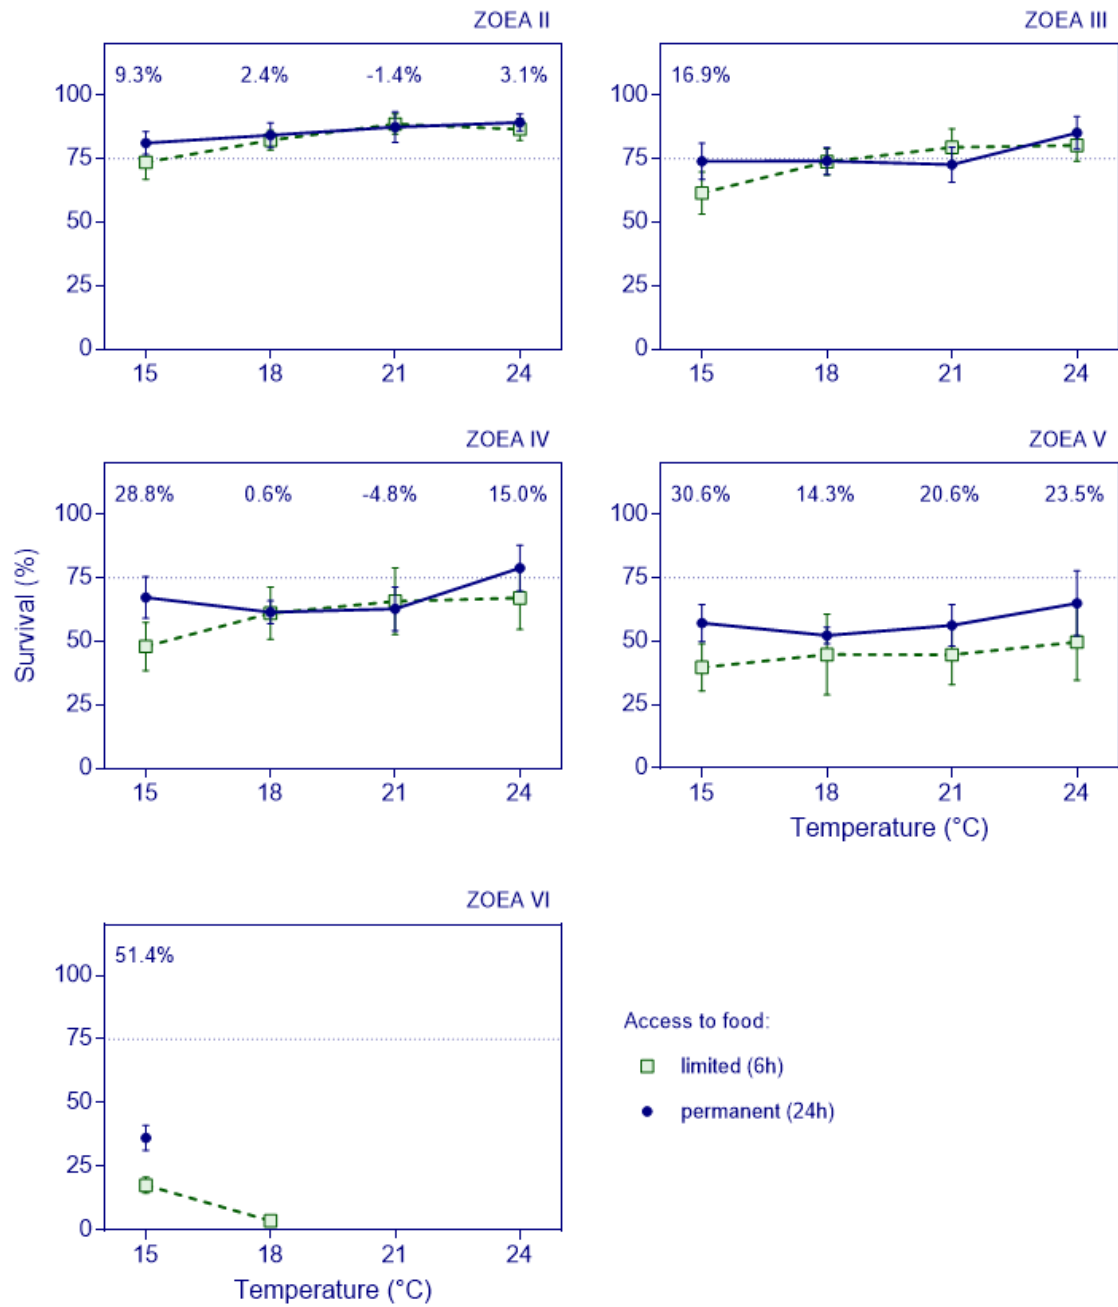 ZOEA II
9.3% 2.4% -1.4% 3.1%
100
75
50
25
0
15 18 21 24
ZOEA III
16.9%
100
75
50
25
0
15 18 21 24
ZOEA IV
28.8% 0.6% -4.8% 15.0%
100
75
50
25
0
15 18 21 24
Survival (%)
ZOEA V
30.6% 14.3% 20.6% 23.5%
100
75
50
25
0
15 18 21 24
Temperature (°C)
ZOEA VI
51.4%
100
75
50
25
0
15 18 21 24
Temperature (°C)
Access to food:
limited (6h)
permanent (24h)